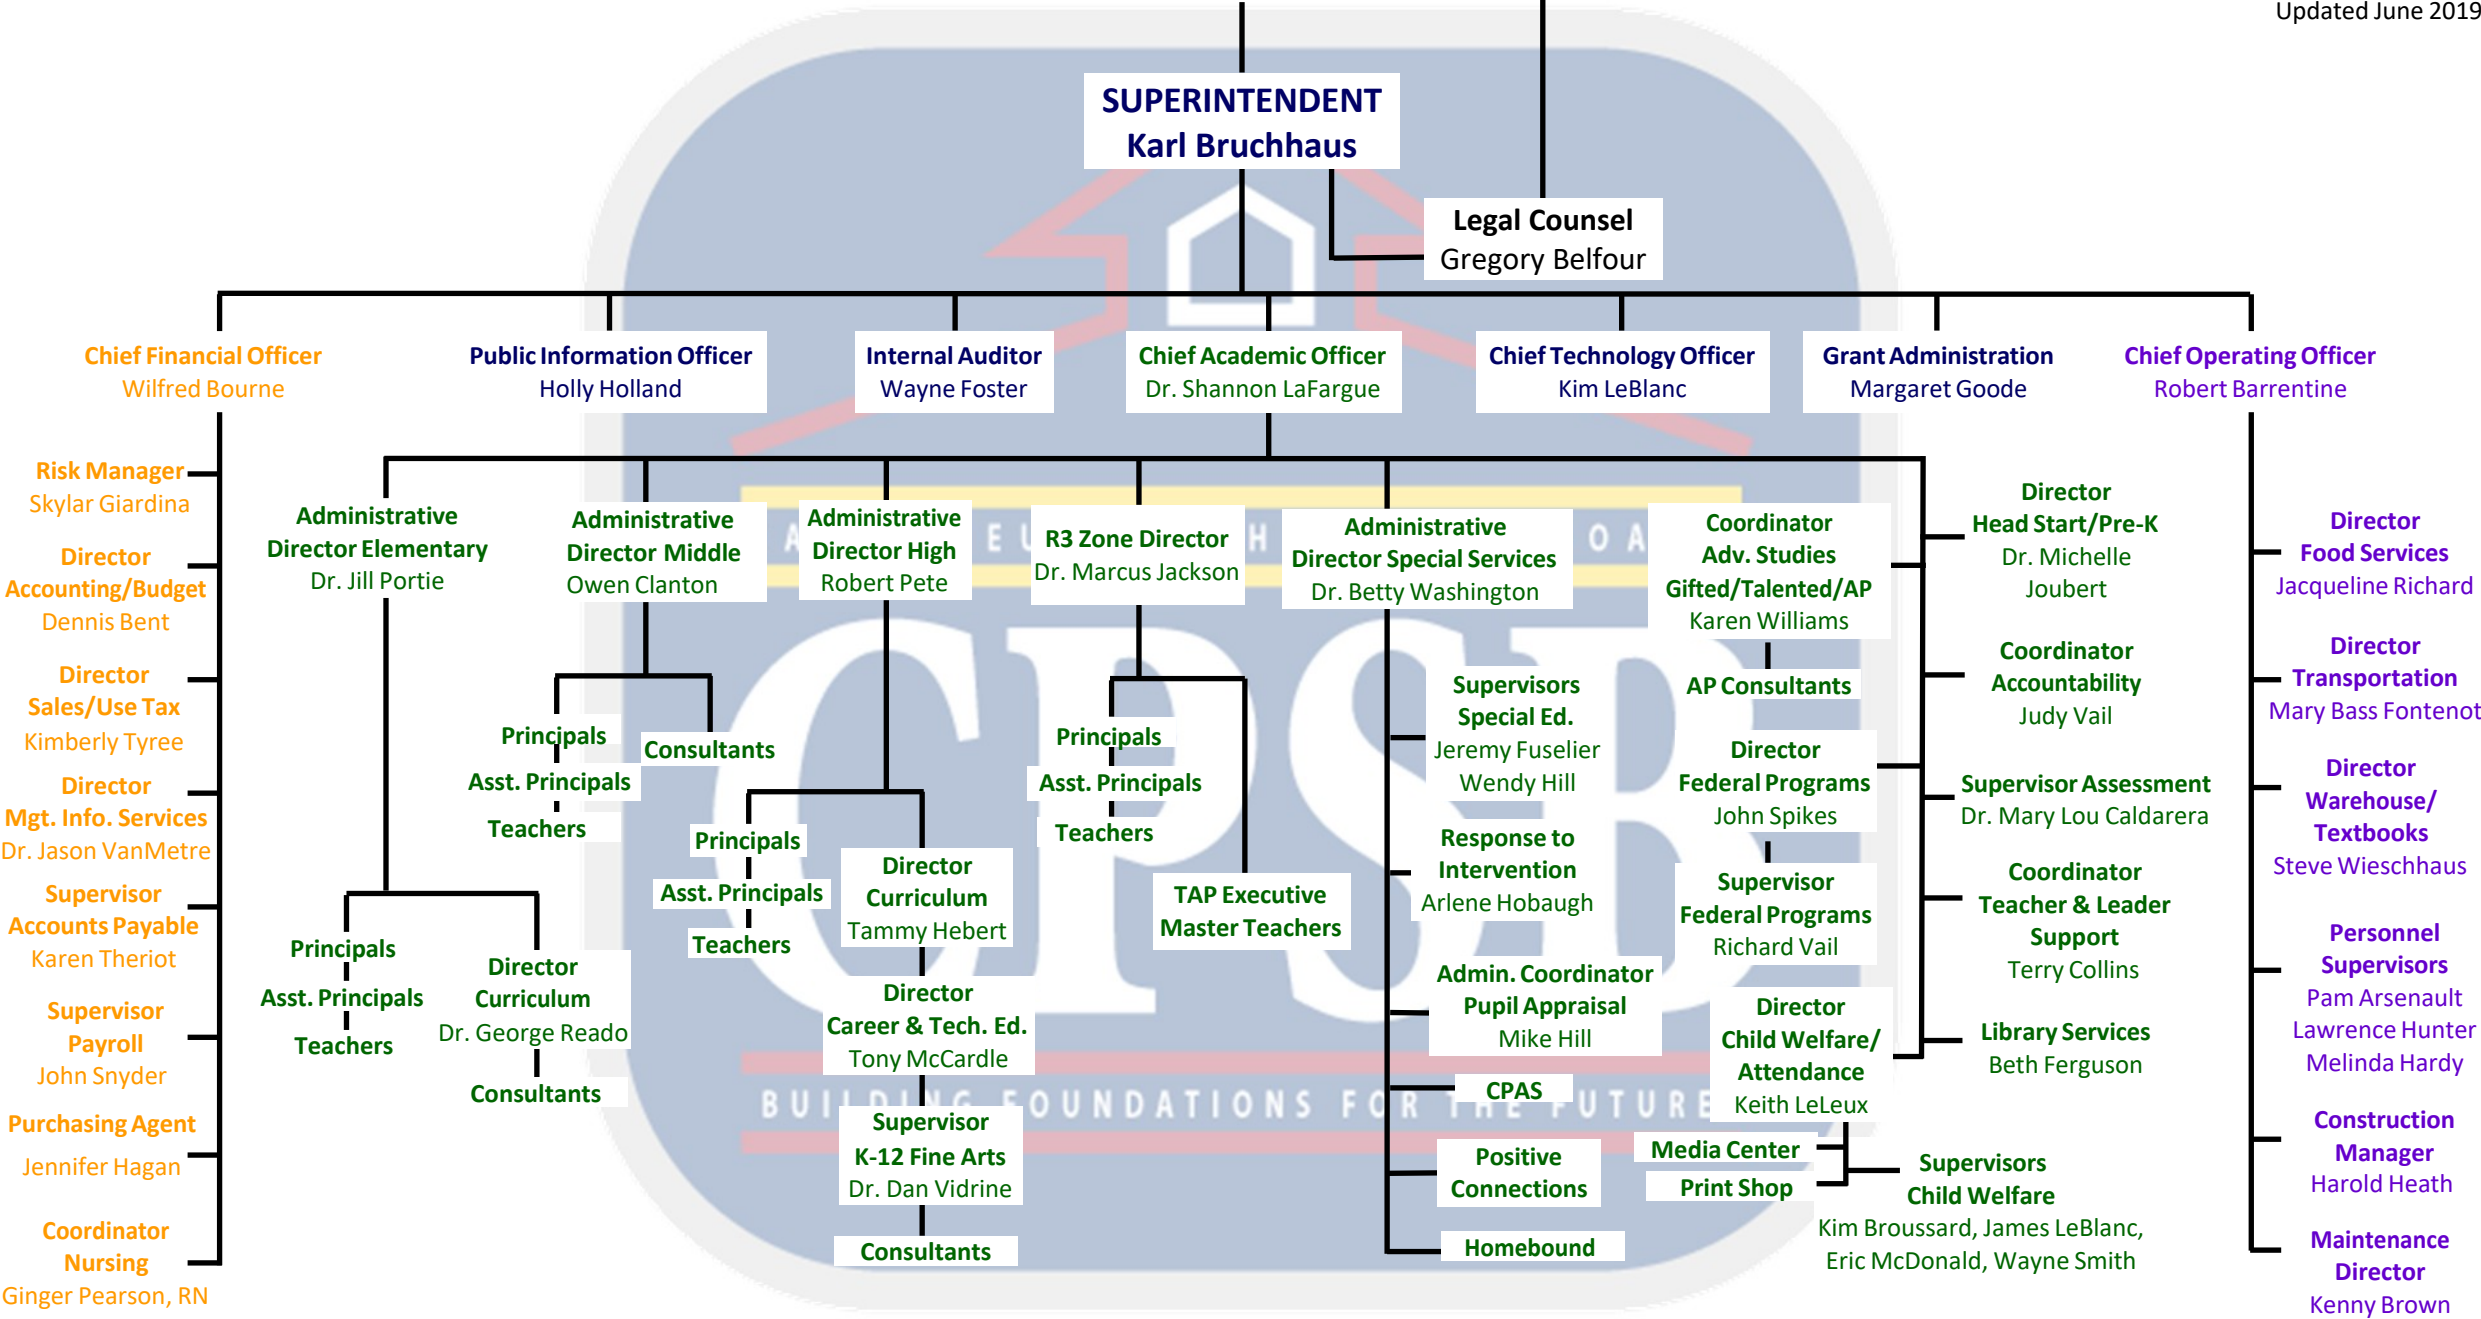 Updated June 2019
SUPERINTENDENT
Karl Bruchhaus
Legal Counsel
Gregory Belfour
Chief Financial Officer
Wilfred Bourne
Public Information Officer
Holly Holland
Internal Auditor
Wayne Foster
Chief Academic Officer
Dr. Shannon LaFargue
Chief Technology Officer
Kim LeBlanc
Grant Administration
Margaret Goode
Chief Operating Officer
Robert Barrentine
Risk Manager
Skylar Giardina
Director
Accounting/Budget
Dennis Bent
Director
Sales/Use Tax
Kimberly Tyree
Director
Mgt. Info. Services
Dr. Jason VanMetre
Supervisor
Accounts Payable
Karen Theriot
Supervisor
Payroll
John Snyder
Purchasing Agent
Jennifer Hagan
Coordinator
Nursing
Ginger Pearson, RN
Administrative
Director Elementary
Dr. Jill Portie
Principals
Asst. Principals
Teachers
Director
Curriculum
Dr. George Reado
Consultants
Administrative
Director Middle
Owen Clanton
Principals
Asst. Principals
Teachers
Consultants
Administrative
Director High
Robert Pete
Principals
Asst. Principals
Teachers
Director
Curriculum
Tammy Hebert
Director
Career & Tech. Ed.
Tony McCardle
Supervisor
K-12 Fine Arts
Dr. Dan Vidrine
Consultants
R3 Zone Director
Dr. Marcus Jackson
Principals
Asst. Principals
Teachers
TAP Executive
Master Teachers
Administrative
Director Special Services
Dr. Betty Washington
Supervisors
Special Ed.
Jeremy Fuselier
Wendy Hill
Response to
Intervention
Arlene Hobaugh
Admin. Coordinator
Pupil Appraisal
Mike Hill
CPAS
Positive
Connections
Homebound
Coordinator
Adv. Studies
Gifted/Talented/AP
Karen Williams
AP Consultants
Director
Federal Programs
John Spikes
Supervisor
Federal Programs
Richard Vail
Director
Child Welfare/
Attendance
Keith LeLeux
Media Center
Print Shop
Supervisors
Child Welfare
Kim Broussard, James LeBlanc,
Eric McDonald, Wayne Smith
Director
Head Start/Pre-K
Dr. Michelle
Joubert
Coordinator
Accountability
Judy Vail
Supervisor Assessment
Dr. Mary Lou Caldarera
Coordinator
Teacher & Leader
Support
Terry Collins
Library Services
Beth Ferguson
Director
Food Services
Jacqueline Richard
Director
Transportation
Mary Bass Fontenot
Director
Warehouse/
Textbooks
Steve Wieschhaus
Personnel
Supervisors
Pam Arsenault
Lawrence Hunter
Melinda Hardy
Construction
Manager
Harold Heath
Maintenance
Director
Kenny Brown
CPSB
BUILDING FOUNDATIONS FOR THE FUTURE